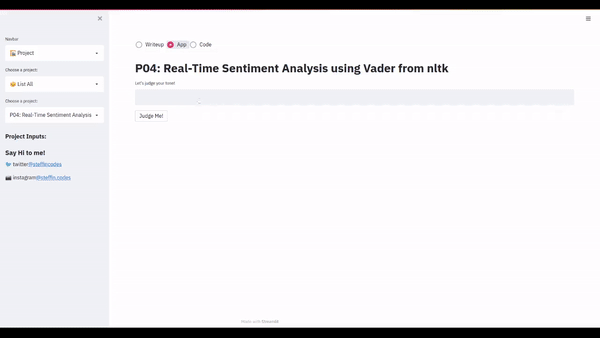 Navbar
Project
Choose a project:
List All
Choose a project:
P04: Real-Time Sentiment Analysis
Project Inputs:
Say Hi to me!
twitter@steffincodes
instagram@steffin.codes
Writeup App Code
P04: Real-Time Sentiment Analysis using Vader from nltk
Let's judge your tone!
Judge Me!
Made with Streamlit